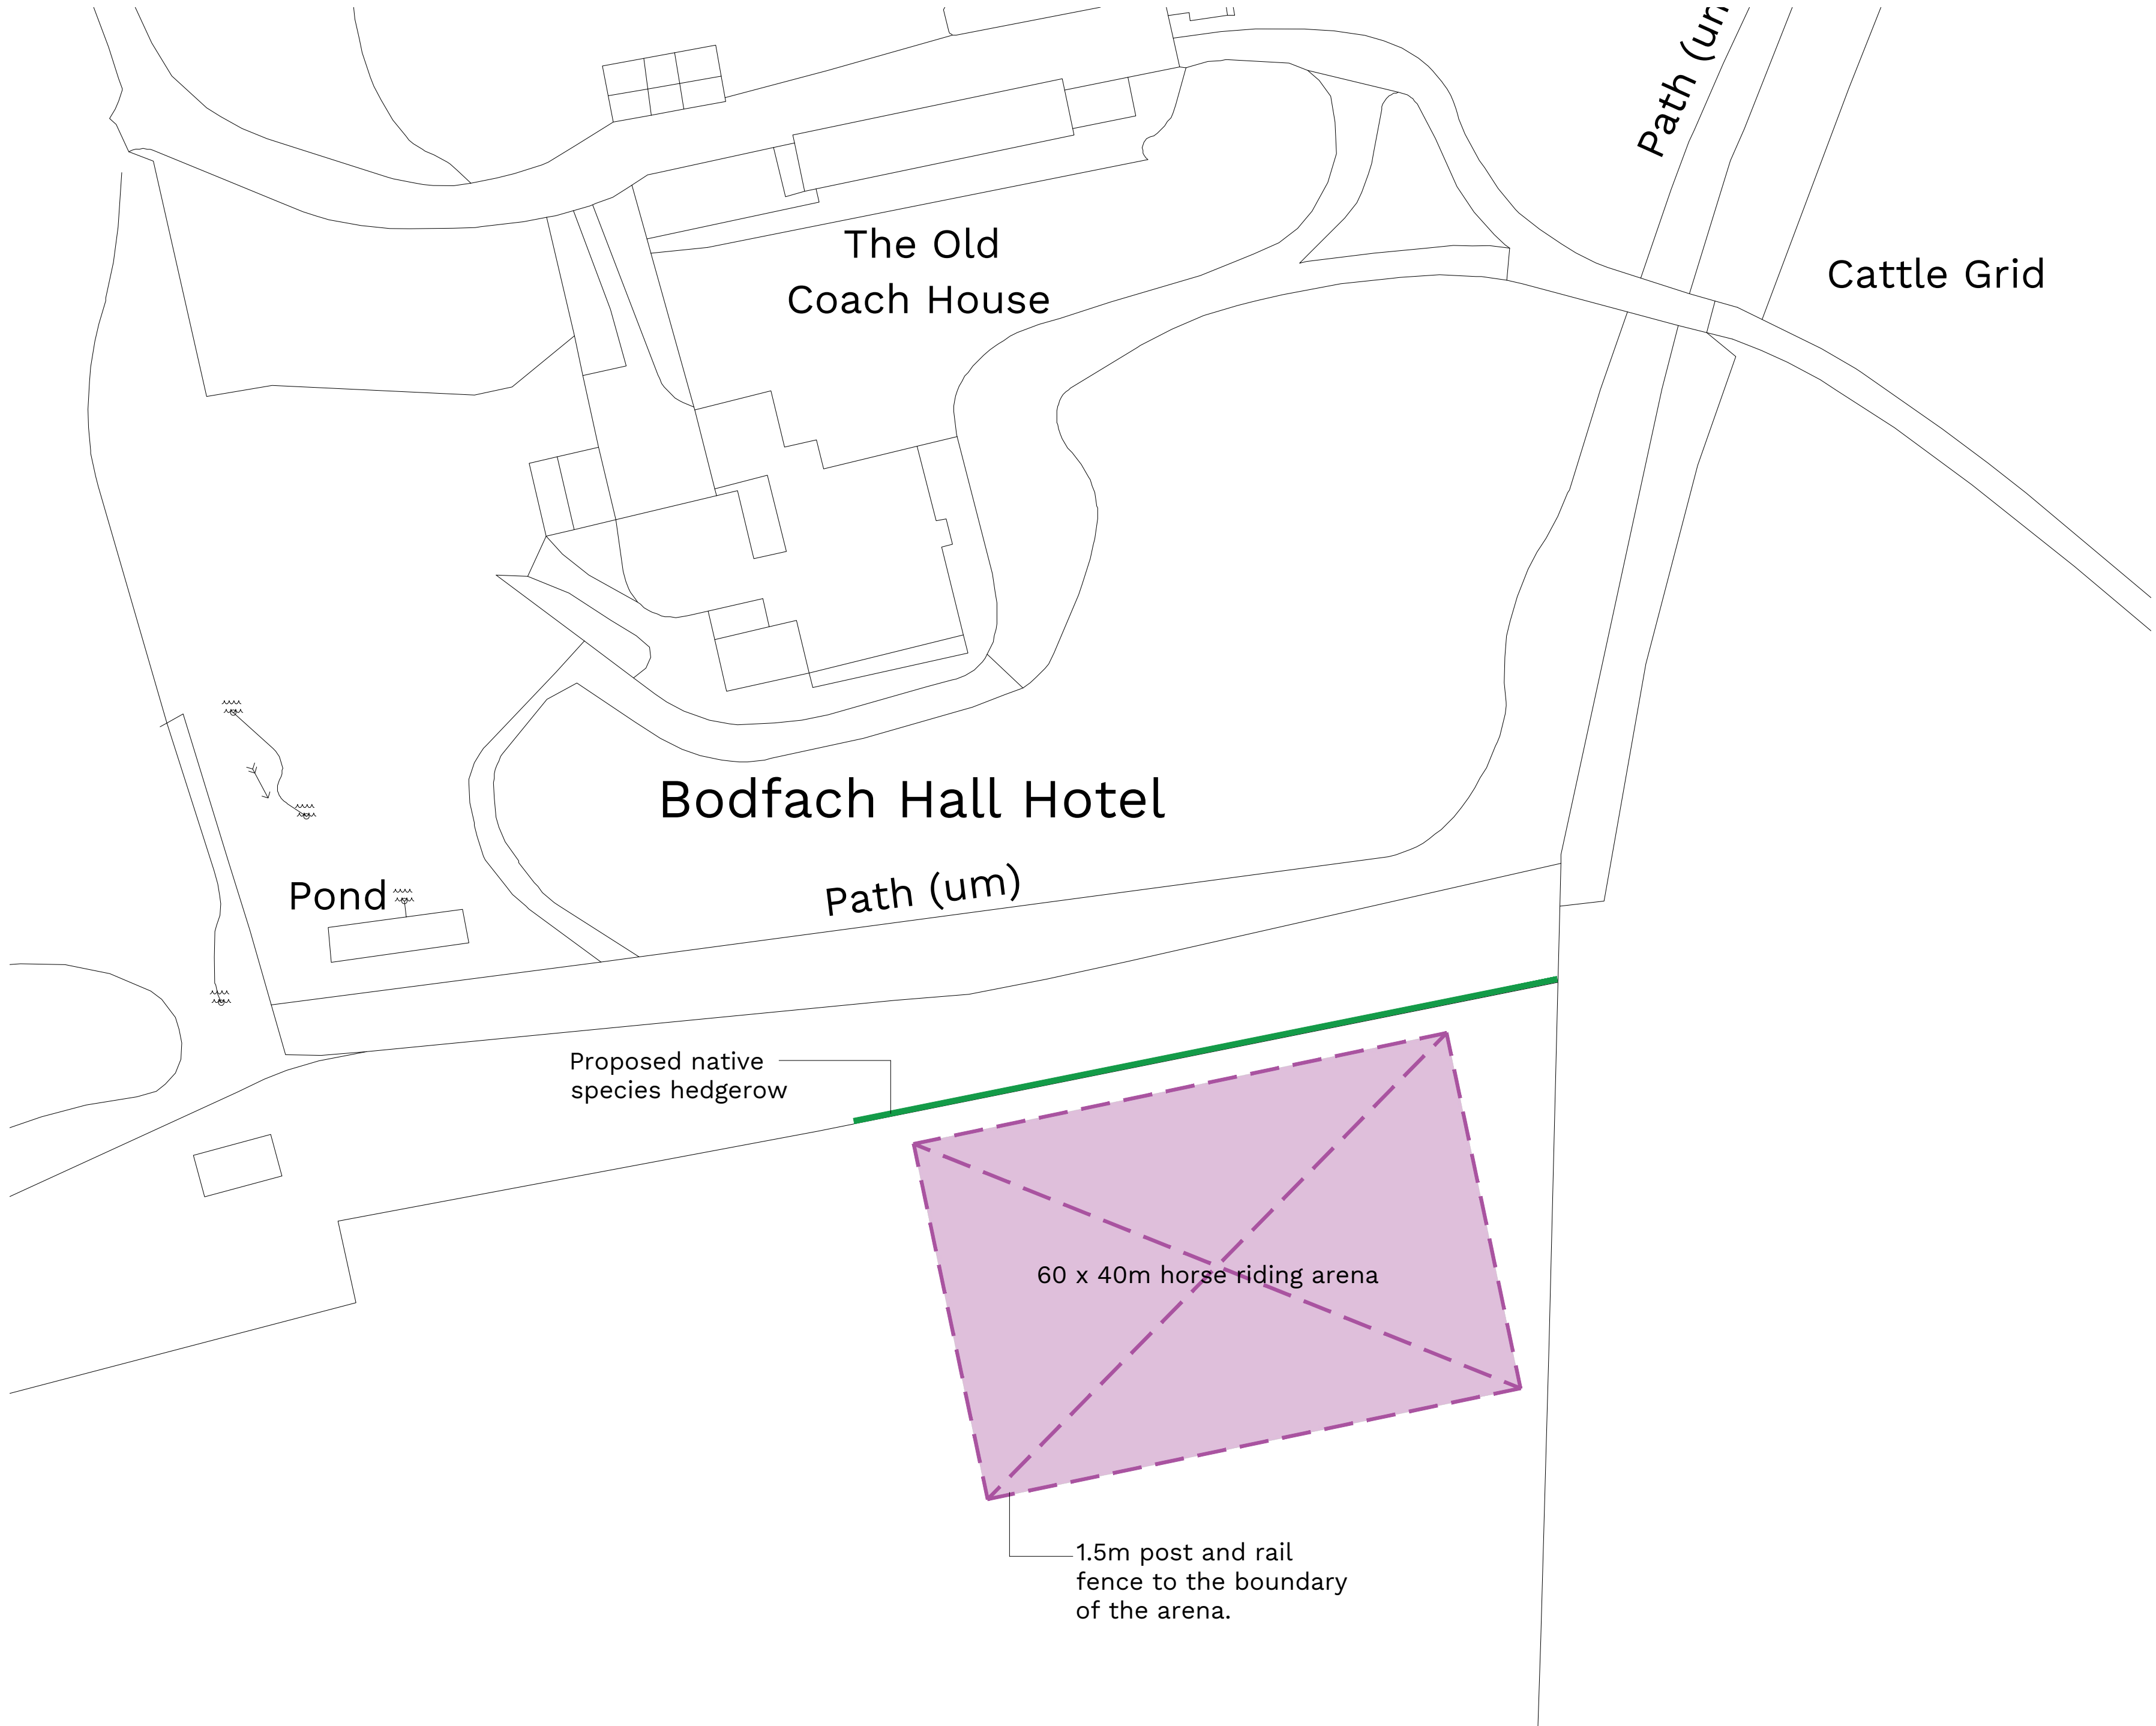 Path (um
The Old
Coach House
Cattle Grid
Bodfach Hall Hotel
Path (um)
Pond
Proposed native
species hedgerow
60 x 40m horse riding arena
1.5m post and rail
fence to the boundary
of the arena.